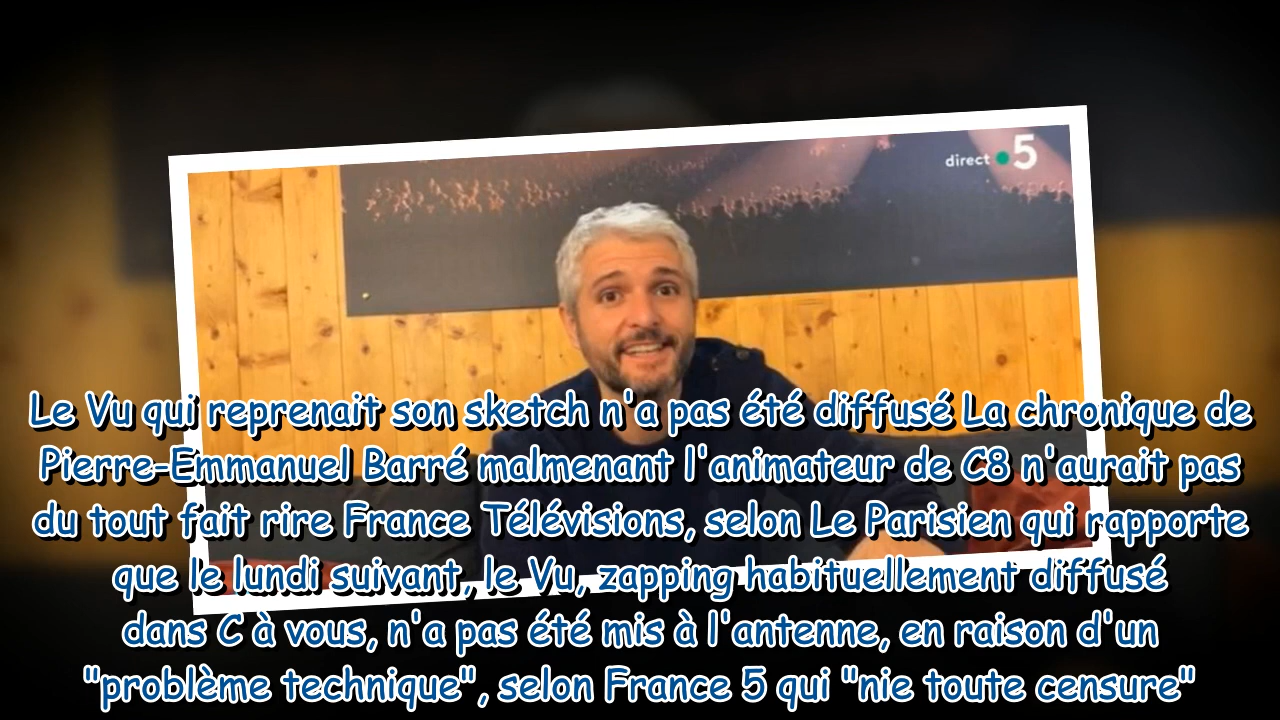 direct 5
Le Vu qui reprenait son sketch n'a pas été diffusé La chronique de
Pierre-Emmanuel Barré malmenant l'animateur de C8 n'aurait pas
du tout fait rire France Télévisions, selon Le Parisien qui rapporte
que le lundi suivant, le Vu, zapping habituellement diffusé
dans C à vous, n'a pas été mis à l'antenne, en raison d'un
"problème technique", selon France 5 qui "nie toute censure"